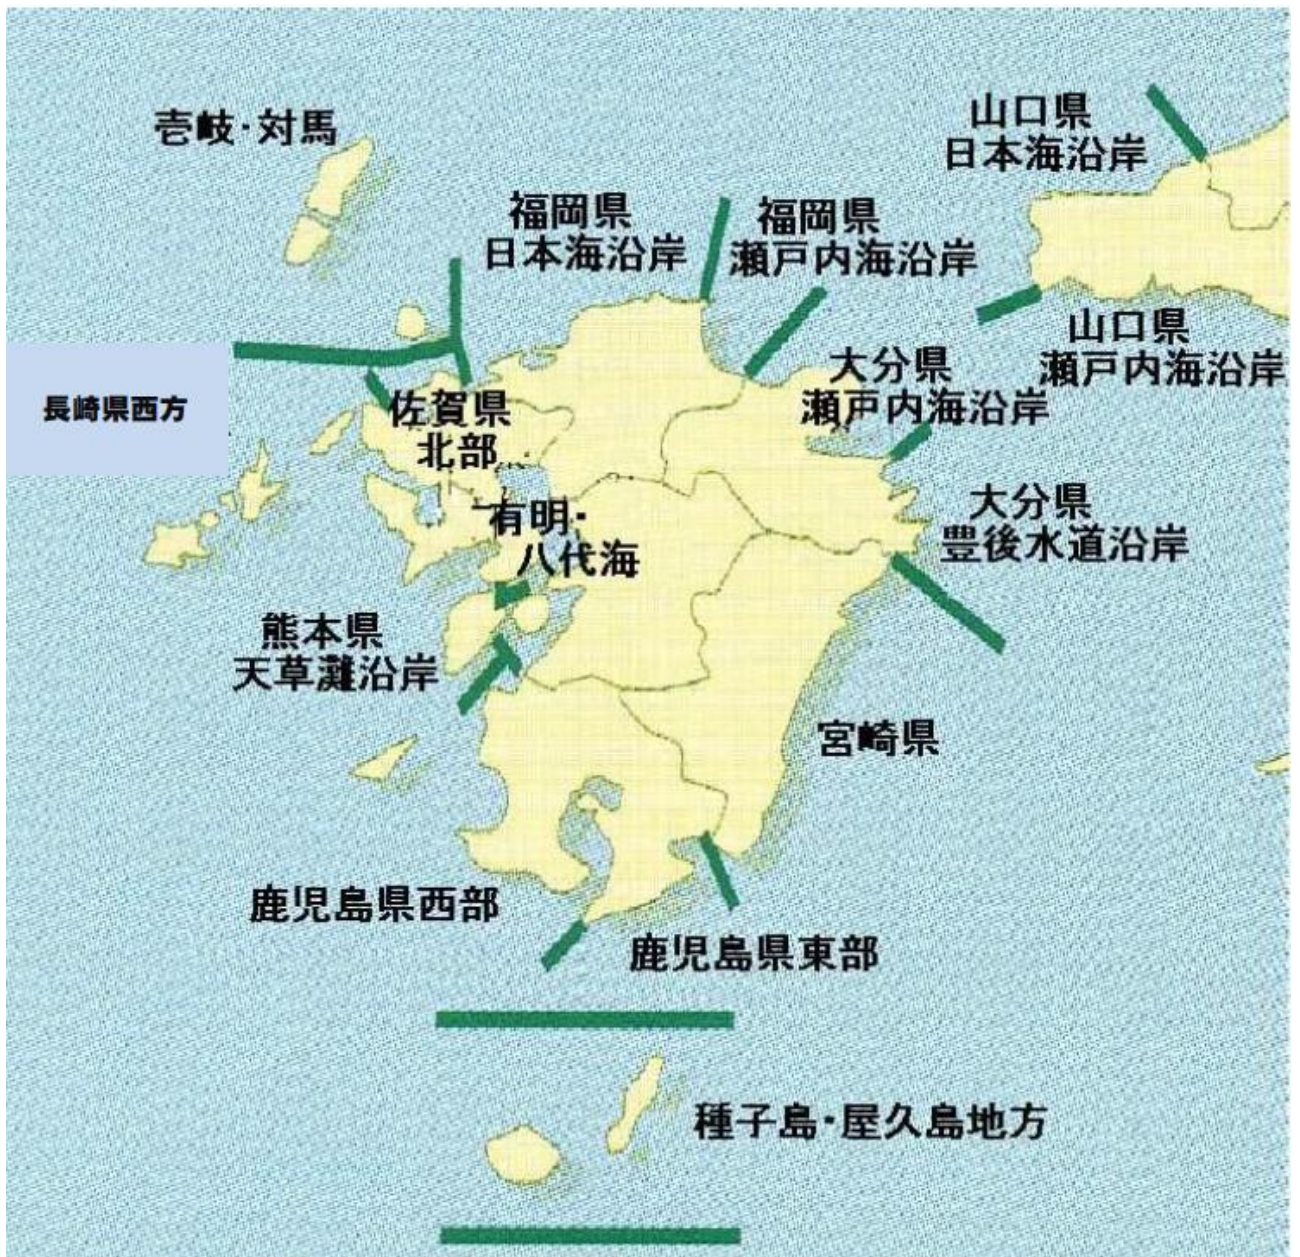 壱岐・対馬
山口県
日本海沿岸
福岡県
日本海沿岸
福岡県
瀬戸内海沿岸
山口県
瀬戸内海沿岸
大分県
瀬戸内海沿岸
長崎県西方
佐賀県
北部
有明・
八代海
大分県
豊後水道沿岸
熊本県
天草灘沿岸
宮崎県
鹿児島県西部
鹿児島県東部
種子島・屋久島地方